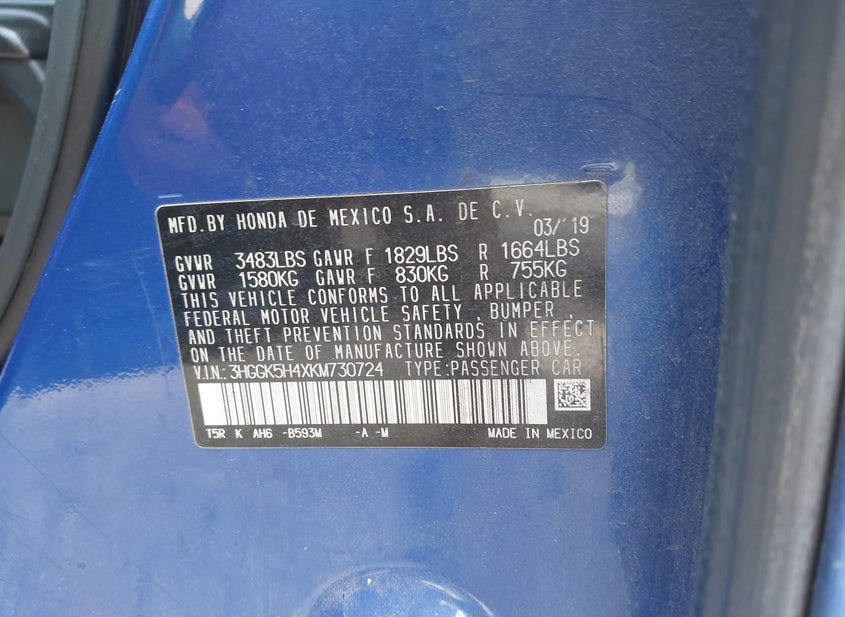 MFD.BY HONDA DE MEXICO S.A. DE C.V.
03/'19
GVWR 3483LBS GAWR F 1829LBS R 1664LBS
GVWR 1580KG GAWR F 830KG R 755KG
THIS VEHICLE CONFORMS TO ALL APPLICABLE
FEDERAL MOTOR VEHICLE SAFETY , BUMPER ,
AND THEFT PREVENTION STANDARDS IN EFFECT
ON THE DATE OF MANUFACTURE SHOWN ABOVE.
V.I.N.: 3HGGK5H4XKM730724 TYPE:PASSENGER CAR
T5R K AH6 -B593M -A -M MADE IN MEXICO